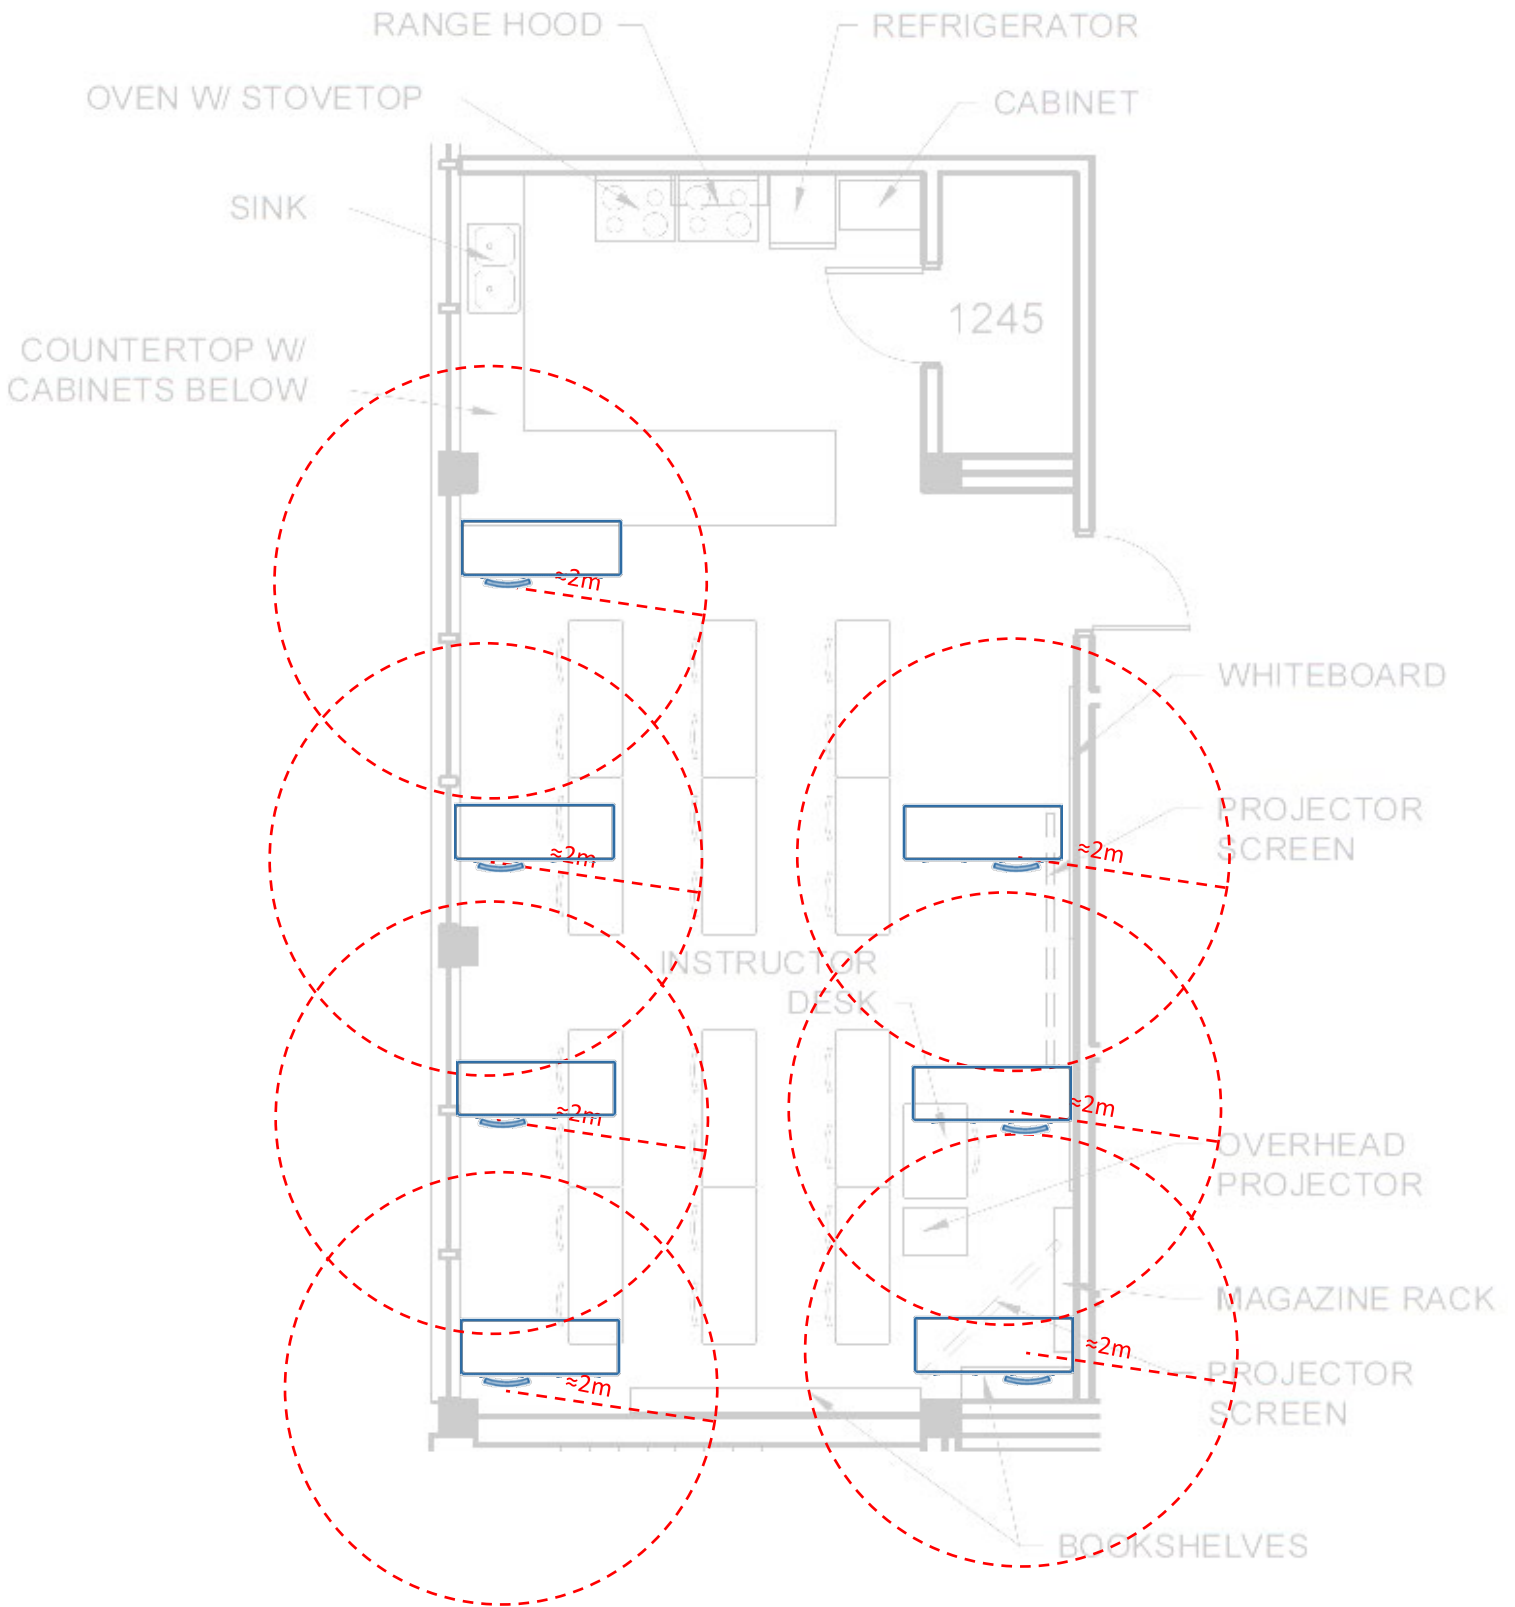 RANGE HOOD
REFRIGERATOR
OVEN W/ STOVETOP
CABINET
SINK
1245
COUNTERTOP W/
CABINETS BELOW
≈2m
WHITEBOARD
PROJECTOR
SCREEN
≈2m
≈2m
INSTRUCTOR
DESK
≈2m
≈2m
OVERHEAD
PROJECTOR
MAGAZINE RACK
≈2m
≈2m
PROJECTOR
SCREEN
BOOKSHELVES